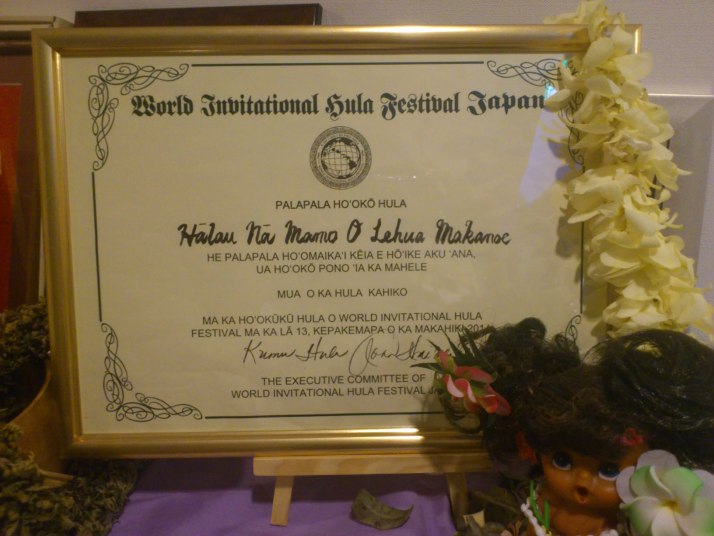 World Invitational Hula Festival Japan
PALAPALA HO'OKŌ HULA
Hālau Nā Mamo O Lehua Makanoe
HE PALAPALA HO'OMAIKA'I KĒIA E HŌ'IKE AKU 'ANA,
UA HO'OKŌ PONO 'IA KA MAHELE
MUA O KA HULA KAHIKO
MA KA HO'OKŪKŪ HULA O WORLD INVITATIONAL HULA
FESTIVAL MA KA LĀ 13, KEPAKEMAPA O KA MAKAHIKI
Kumu Hula
THE EXECUTIVE COMMITTEE OF
WORLD INVITATIONAL HULA FESTIVAL